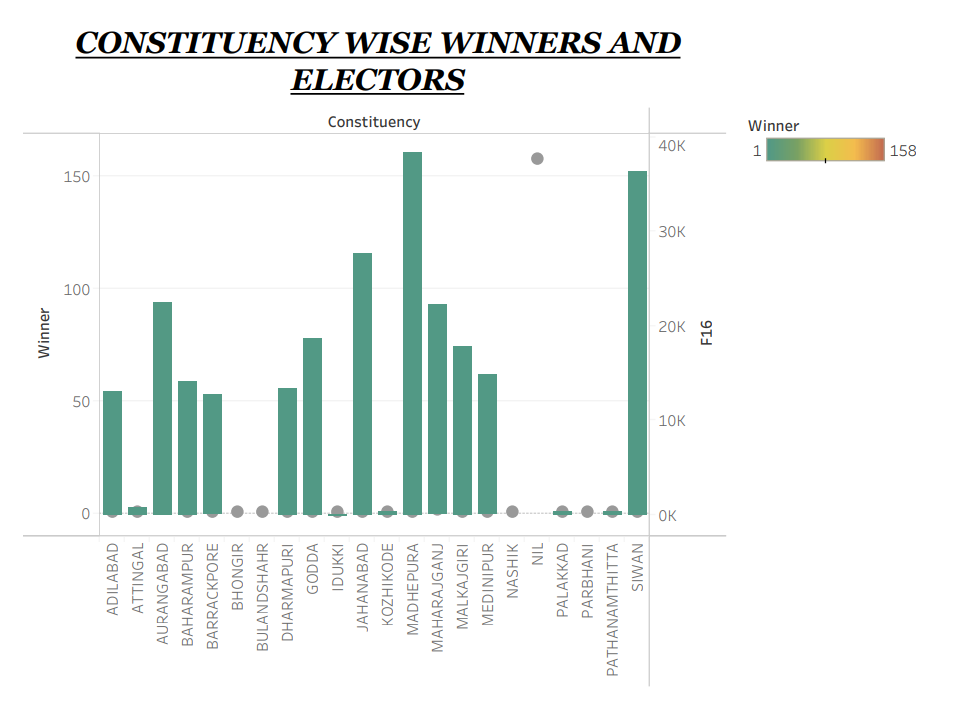 CONSTITUENCY WISE WINNERS AND
ELECTORS
Constituency
Winner
1
158
150
100
50
0
Winner
40K
30K
20K
10K
0K
F16
ADILABAD
ATTINGAL
AURANGABAD
BAHARAMPUR
BARRACKPORE
BHONGIR
BULANDSHAHR
DHARMAPURI
GODDA
IDUKKI
JAHANABAD
KOZHIKODE
MADHEPURA
MAHARAJGANJ
MALKAJGIRI
MEDINIPUR
NASHIK
NIL
PALAKKAD
PARBHANI
PATHANAMTHITTA
SIWAN